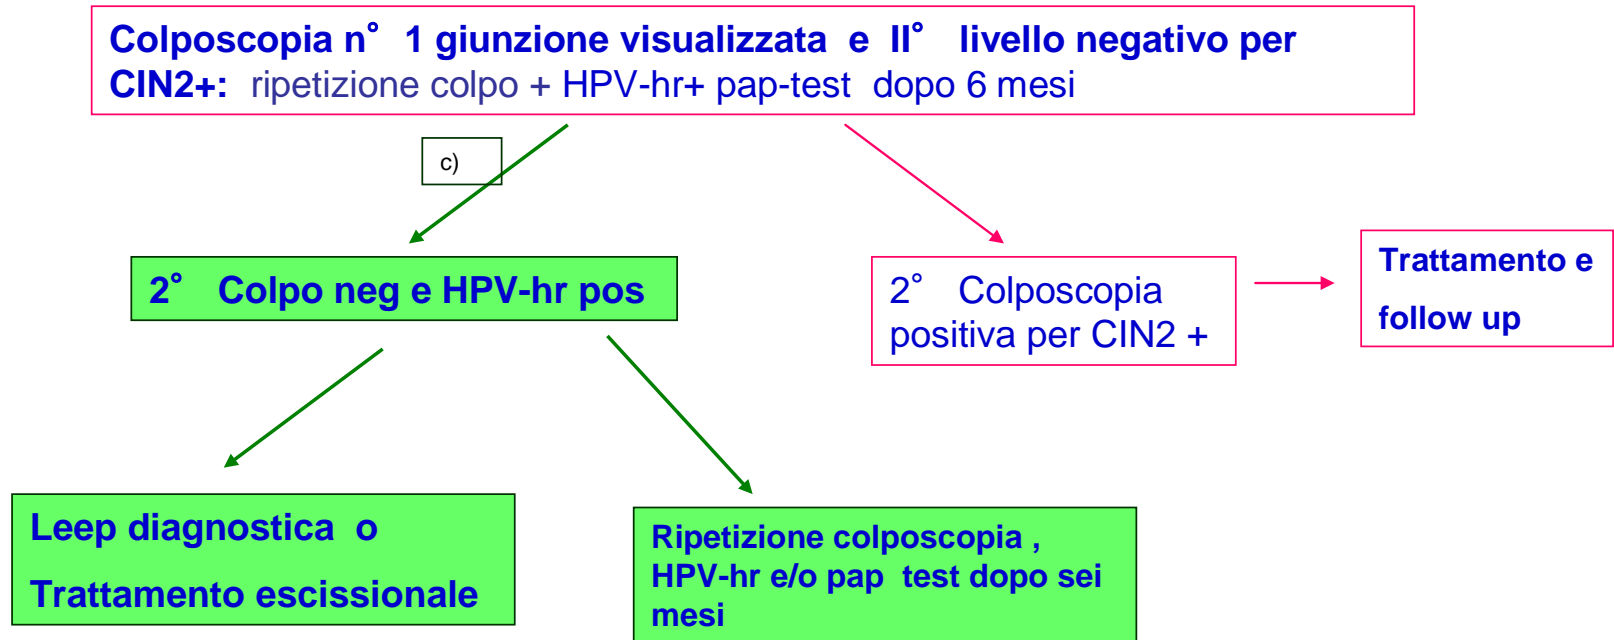 Colposcopia n° 1 giunzione visualizzata e II° livello negativo per
CIN2+: ripetizione colpo + HPV-hr+ pap-test dopo 6 mesi
c)
2° Colpo neg e HPV-hr pos
2° Colposcopia
positiva per CIN2 +
Trattamento e
follow up
Leep diagnostica o
Trattamento escissionale
Ripetizione colposcopia ,
HPV-hr e/o pap test dopo sei
mesi